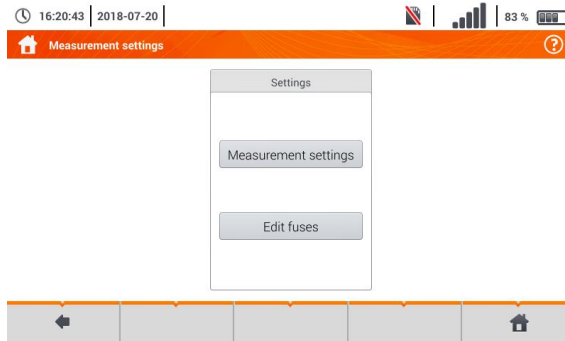 16:20:43 2018-07-20 83 %
Measurement settings ?
Settings
Measurement settings
Edit fuses